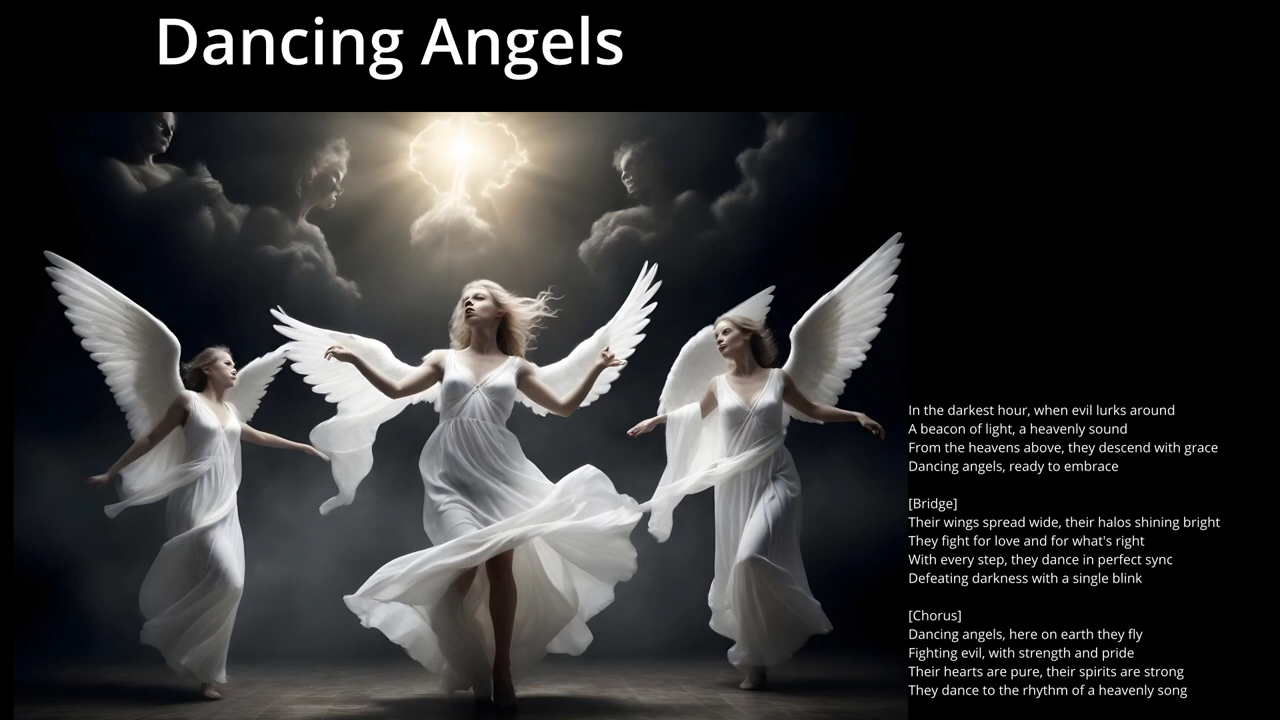 Dancing Angels
In the darkest hour, when evil lurks around
A beacon of light, a heavenly sound
From the heavens above, they descend with grace
Dancing angels, ready to embrace
[Bridge]
Their wings spread wide, their halos shining bright
They fight for love and for what's right
With every step, they dance in perfect sync
Defeating darkness with a single blink
[Chorus]
Dancing angels, here on earth they fly
Fighting evil, with strength and pride
Their hearts are pure, their spirits are strong
They dance to the rhythm of a heavenly song